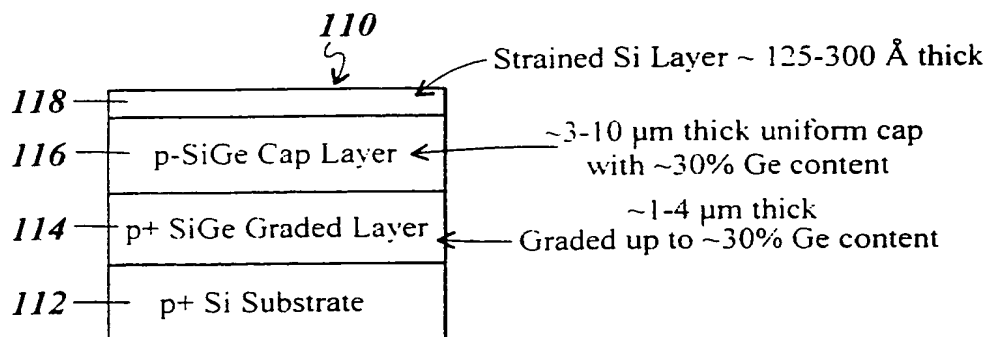 110
Strained Si Layer ~ 125-300 Å thick
118
116
p-SiGe Cap Layer
~3-10 µm thick uniform cap
with ~30% Ge content
114
p+ SiGe Graded Layer
~1-4 µm thick
Graded up to ~30% Ge content
112
p+ Si Substrate